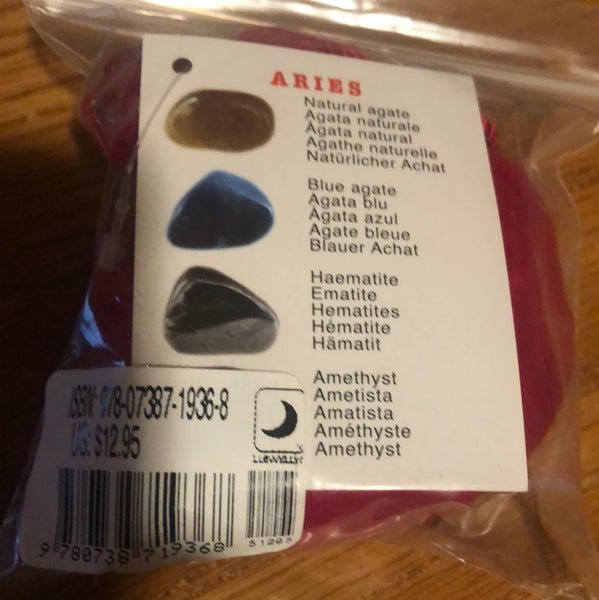 ARIES
Natural agate
Agata naturale
Ágata natural
Agathe naturelle
Natürlicher Achat
Blue agate
Agata blu
Ágata azul
Agate bleue
Blauer Achat
Haematite
Ematite
Hematites
Hématite
Hämatit
Amethyst
Ametista
Amatista
Améthyste
Amethyst
ISBN: 978-07387-1936-8
US: $12.95
LLEWELLYN
51295
9 780738 719368